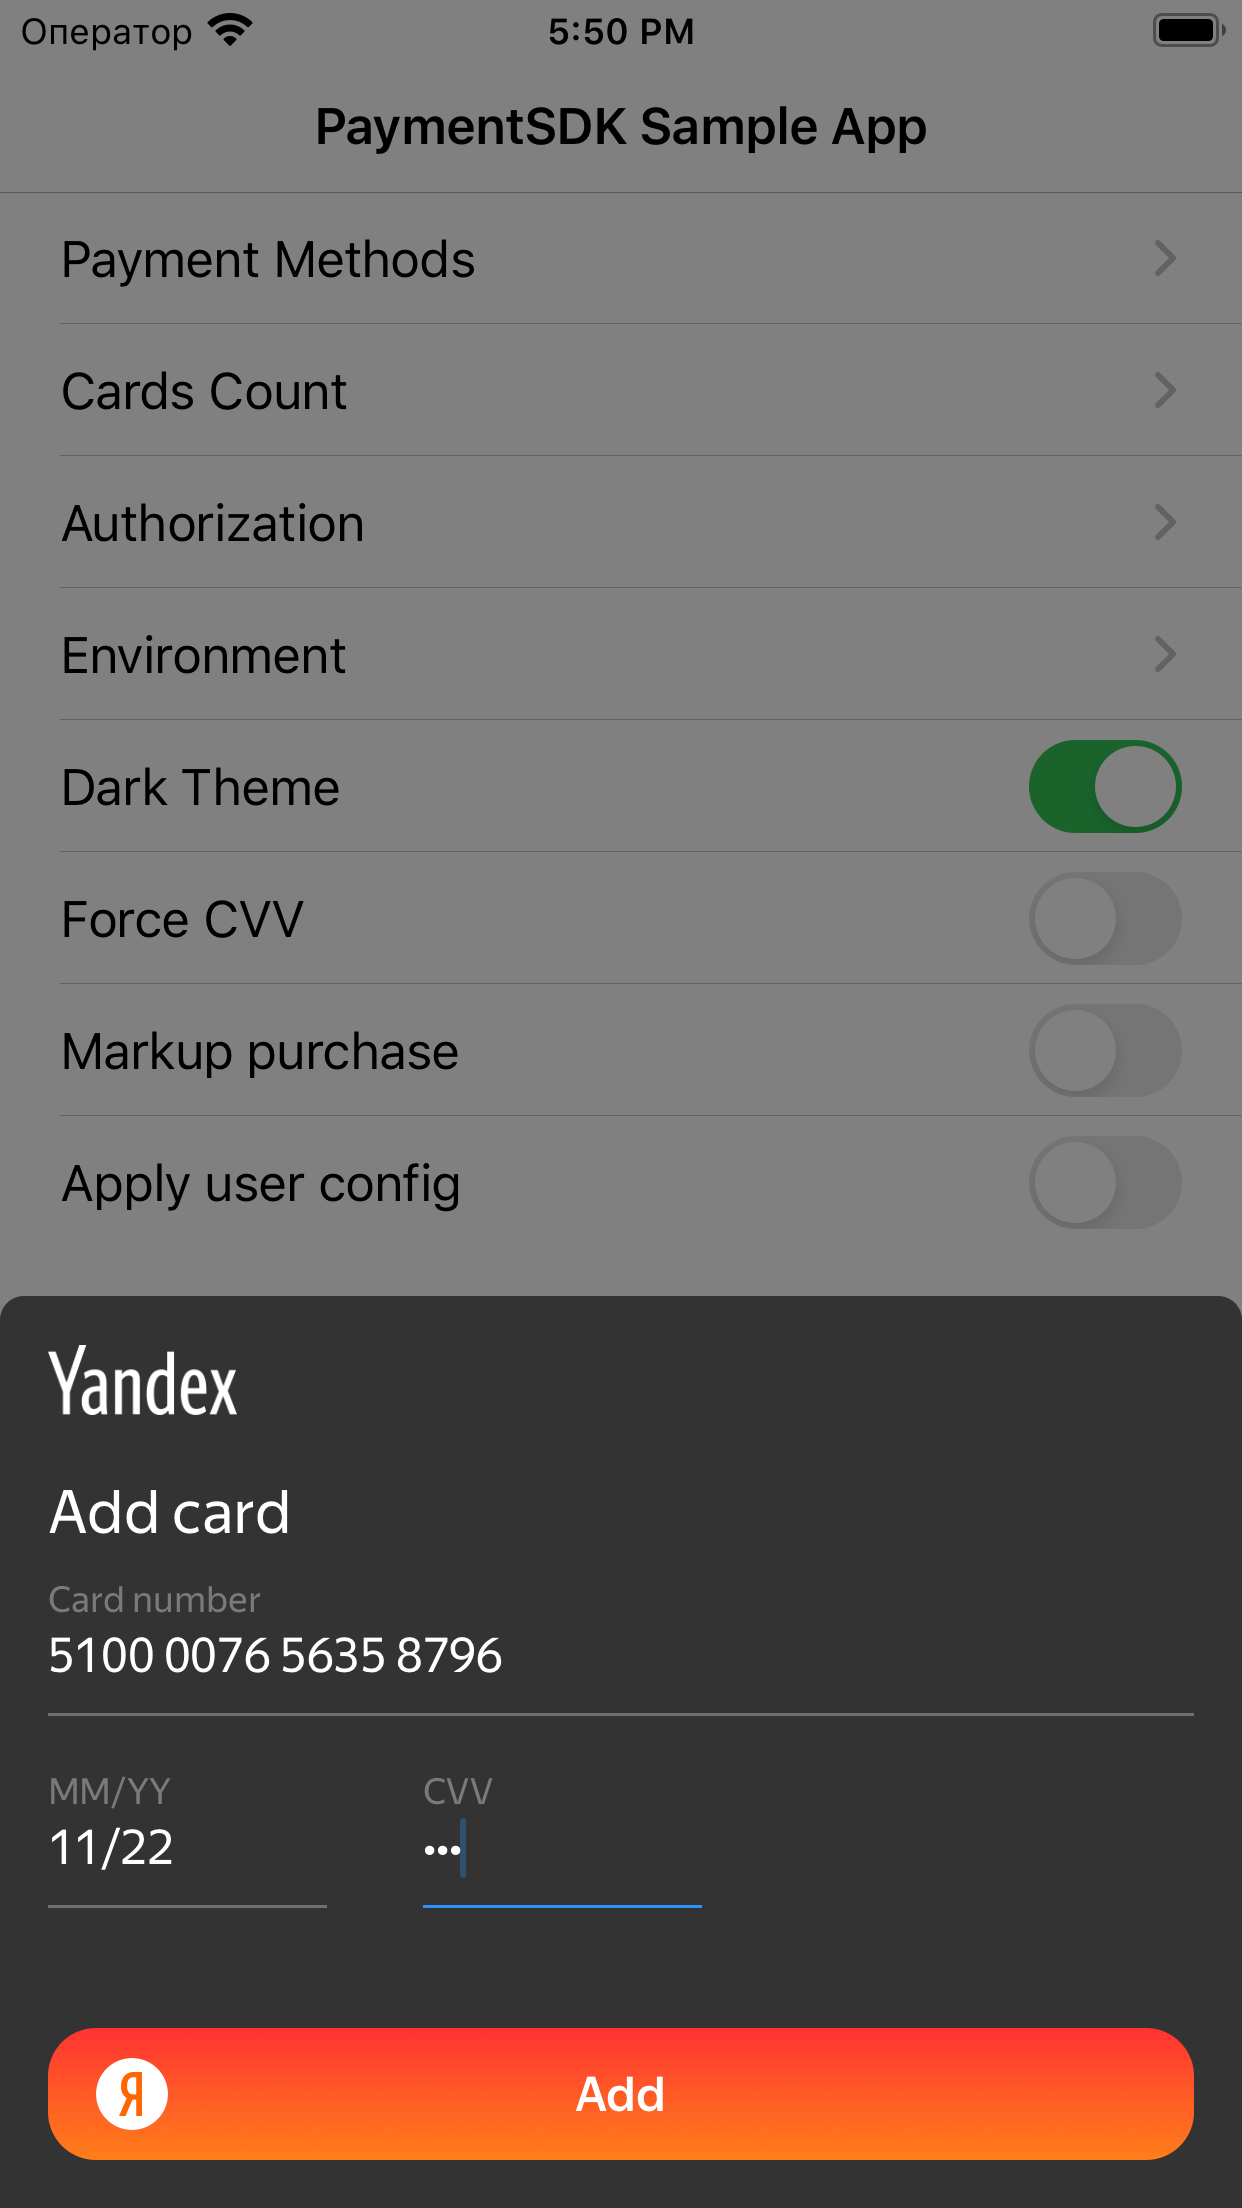 Оператор 5:50 PM
PaymentSDK Sample App
Payment Methods
Cards Count
Authorization
Environment
Dark Theme
Force CVV
Markup purchase
Apply user config
Yandex
Add card
Card number
5100 0076 5635 8796
MM/YY CVV
11/22 •••
Я Add